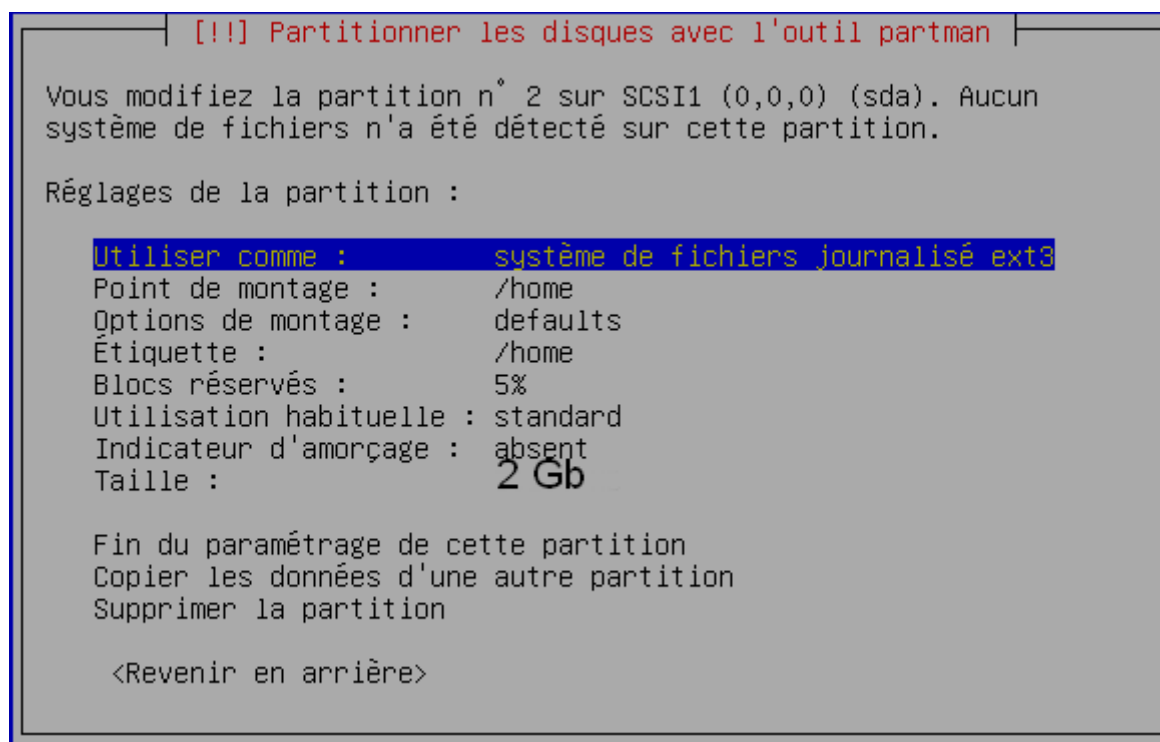 [!!] Partitionner les disques avec l'outil partman
Vous modifiez la partition n° 2 sur SCSI1 (0,0,0) (sda). Aucun
système de fichiers n'a été détecté sur cette partition.
Réglages de la partition :
Utiliser comme : système de fichiers journalisé ext3
Point de montage : /home
Options de montage : defaults
Étiquette : /home
Blocs réservés : 5%
Utilisation habituelle : standard
Indicateur d'amorçage : absent
Taille : 2 Gb
Fin du paramétrage de cette partition
Copier les données d'une autre partition
Supprimer la partition
<Revenir en arrière>